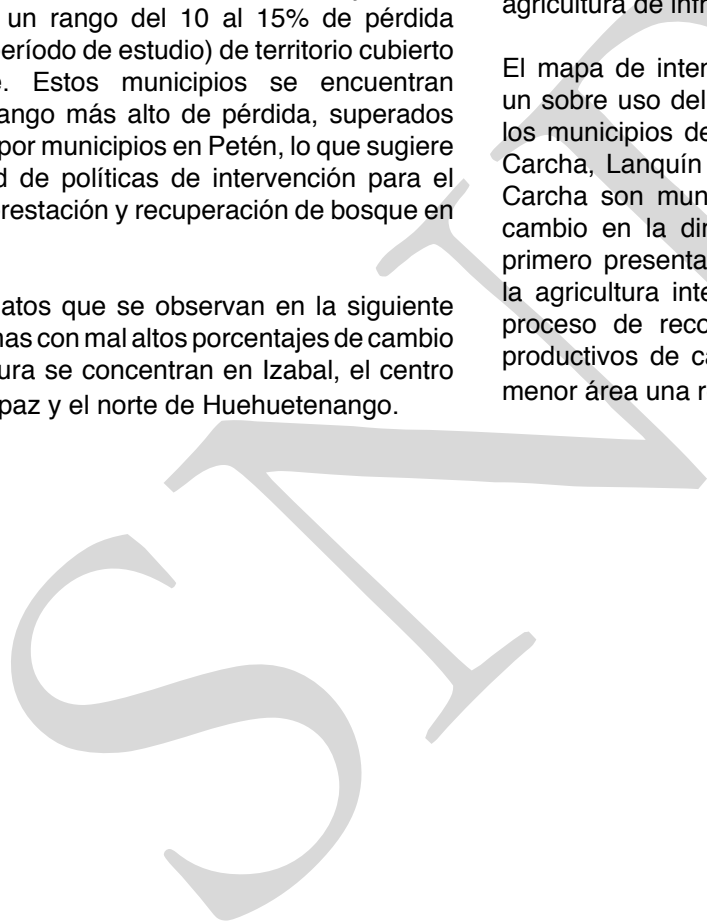 un rango del 10 al 15% de pérdida
período de estudio) de territorio cubierto
Estos municipios se encuentran
ango más alto de pérdida, superados
por municipios en Petén, lo que sugiere
d de políticas de intervención para el
restación y recuperación de bosque en
atos que se observan en la siguiente
nas con mal altos porcentajes de cambio
ura se concentran en Izabal, el centro
paz y el norte de Huehuetenango.
agricultura de infr
El mapa de inter
un sobre uso del
los municipios de
Carcha, Lanquín
Carcha son mun
cambio en la dir
primero presenta
la agricultura inte
proceso de reco
productivos de ca
menor área una r
SN